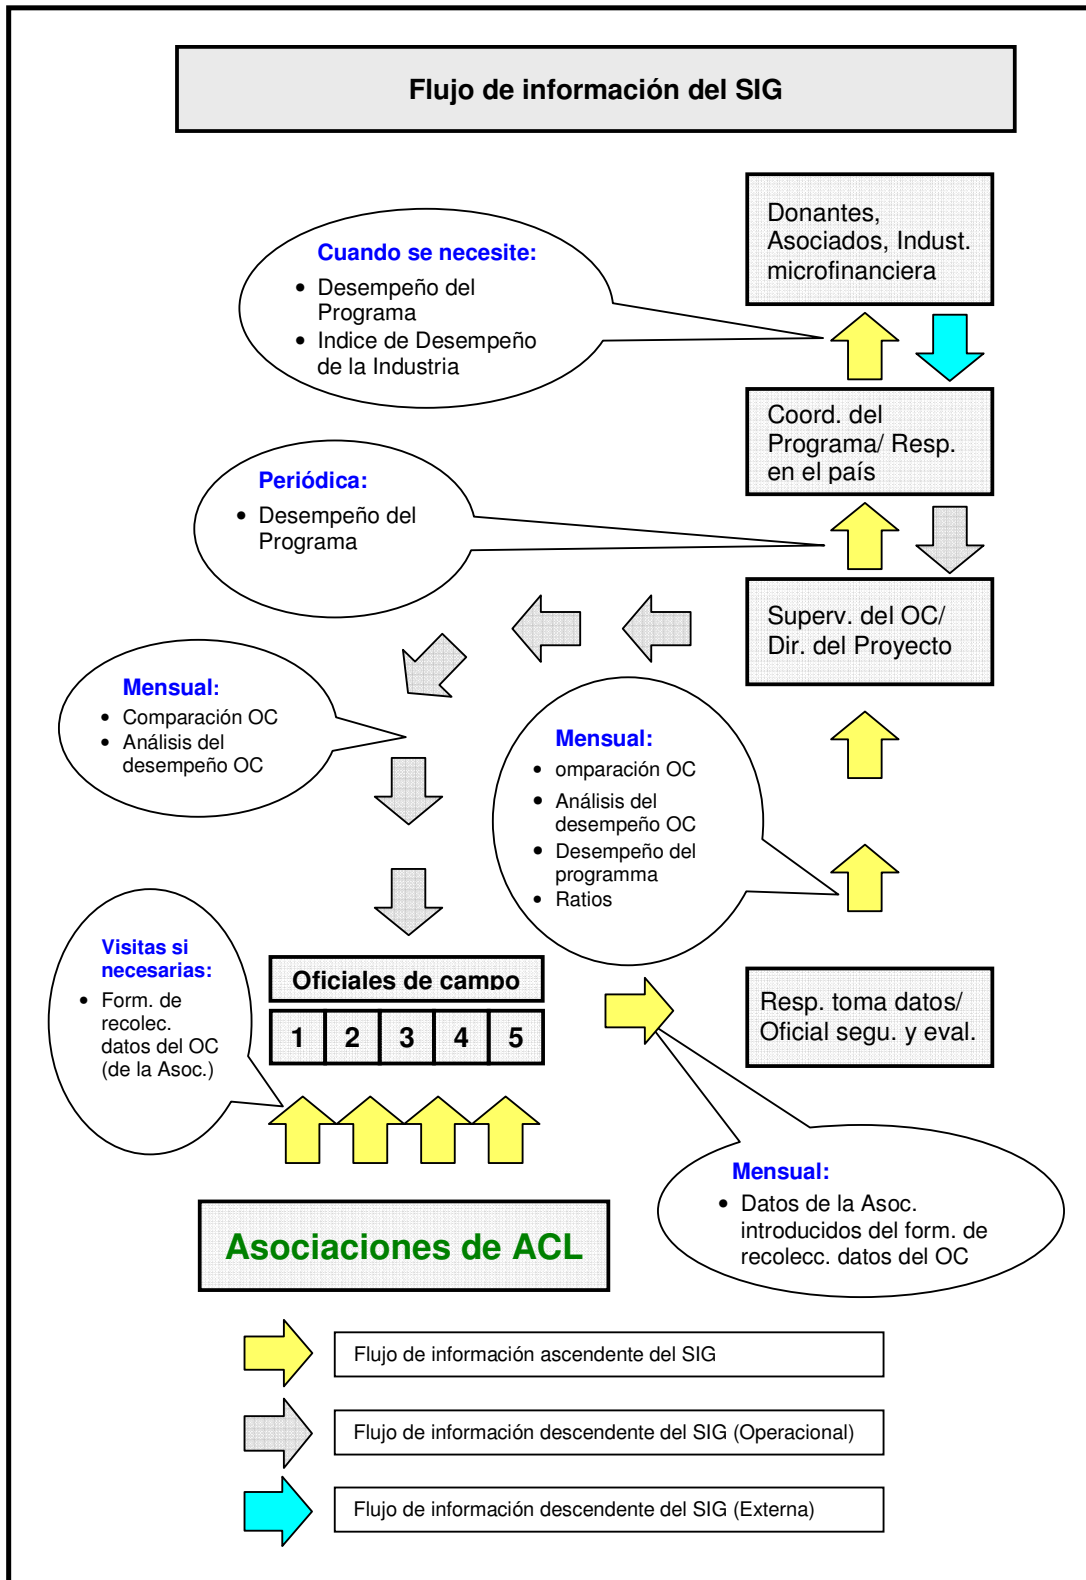 Flujo de información del SIG
Donantes,
Asociados, Indust.
microfinanciera
Cuando se necesite:
• Desempeño del
Programa
• Indice de Desempeño
de la Industria
Coord. del
Programa/ Resp.
en el país
Periódica:
• Desempeño del
Programa
Superv. del OC/
Dir. del Proyecto
Mensual:
• Comparación OC
• Análisis del
desempeño OC
Mensual:
• omparación OC
• Análisis del
desempeño OC
• Desempeño del
programma
• Ratios
Visitas si
necesarias:
• Form. de
recolec.
datos del OC
(de la Asoc.)
Oficiales de campo
1 2 3 4 5
Resp. toma datos/
Oficial segu. y eval.
Mensual:
• Datos de la Asoc.
introducidos del form. de
recolecc. datos del OC
Asociaciones de ACL
Flujo de información ascendente del SIG
Flujo de información descendente del SIG (Operacional)
Flujo de información descendente del SIG (Externa)